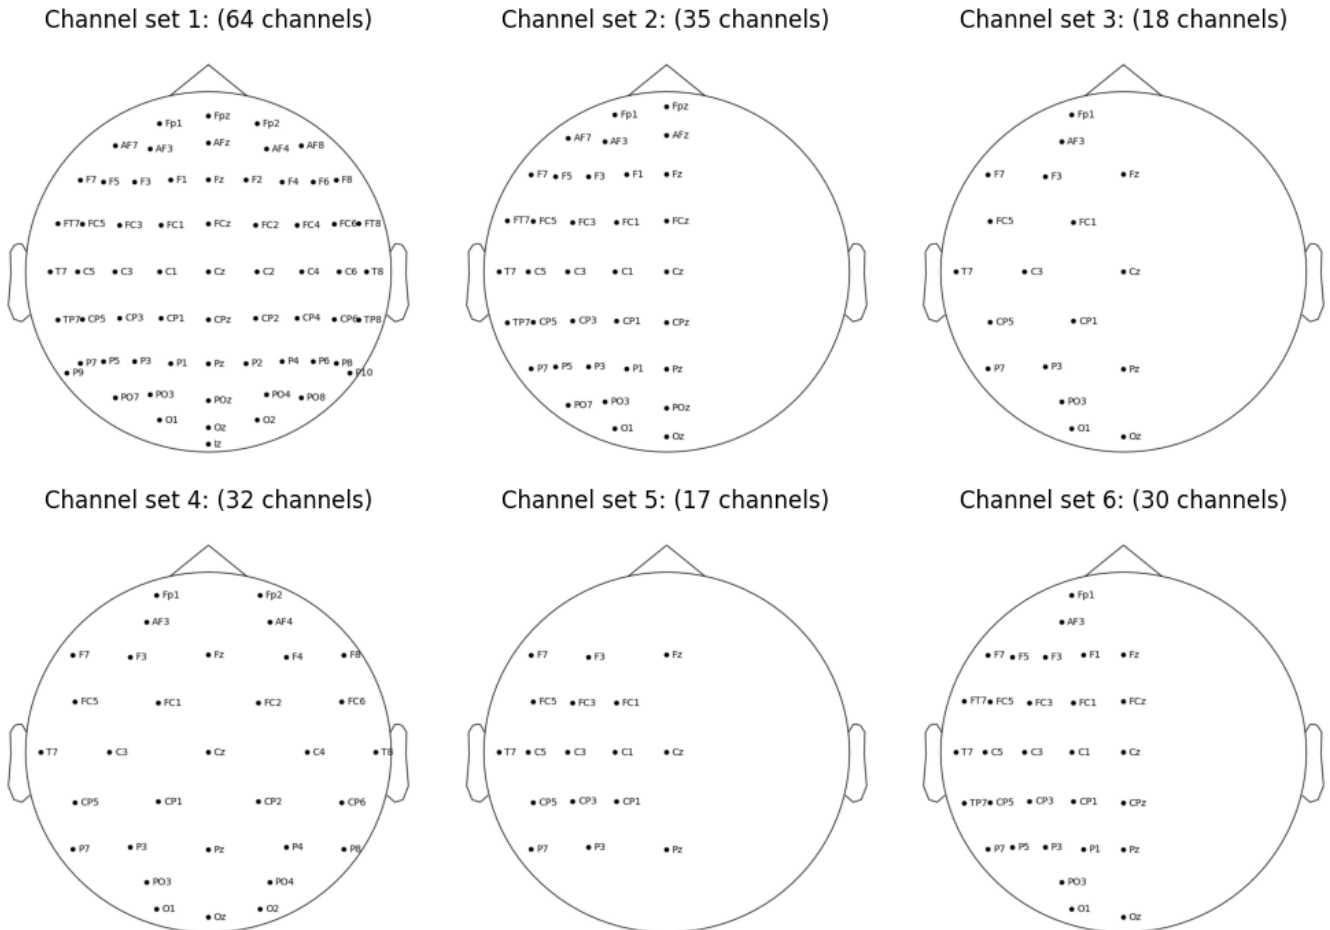 Channel set 1: (64 channels)
Channel set 2: (35 channels)
Channel set 3: (18 channels)
Fp1 Fpz Fp2
AF7 AF3 AFz AF4 AF8
F7 F5 F3 F1 Fz F2 F4 F6 F8
FT7 FC5 FC3 FC1 FCz FC2 FC4 FC6 FT8
T7 C5 C3 C1 Cz C2 C4 C6 T8
TP7 CP5 CP3 CP1 CPz CP2 CP4 CP6 TP8
P7 P5 P3 P1 Pz P2 P4 P6 P8
P9 P10
PO7 PO3 POz PO4 PO8
O1 Oz O2
Iz
Fp1 Fpz
AF7 AF3 AFz
F7 F5 F3 F1 Fz
FT7 FC5 FC3 FC1 FCz
T7 C5 C3 C1 Cz
TP7 CP5 CP3 CP1 CPz
P7 P5 P3 P1 Pz
PO7 PO3 POz
O1 Oz
Fp1
AF3
F7 F3 Fz
FC5 FC1
T7 C3 Cz
CP5 CP1
P7 P3 Pz
PO3
O1 Oz
Channel set 4: (32 channels)
Channel set 5: (17 channels)
Channel set 6: (30 channels)
Fp1 Fp2
AF3 AF4
F7 F3 Fz F4 F8
FC5 FC1 FC2 FC6
T7 C3 Cz C4 T8
CP5 CP1 CP2 CP6
P7 P3 Pz P4 P8
PO3 PO4
O1 Oz O2
F7 F3 Fz
FC5 FC3 FC1
T7 C5 C3 C1 Cz
CP5 CP3 CP1
P7 P3 Pz
Fp1
AF3
F7 F5 F3 F1 Fz
FT7 FC5 FC3 FC1 FCz
T7 C5 C3 C1 Cz
TP7 CP5 CP3 CP1 CPz
P7 P5 P3 P1 Pz
PO3
O1 Oz